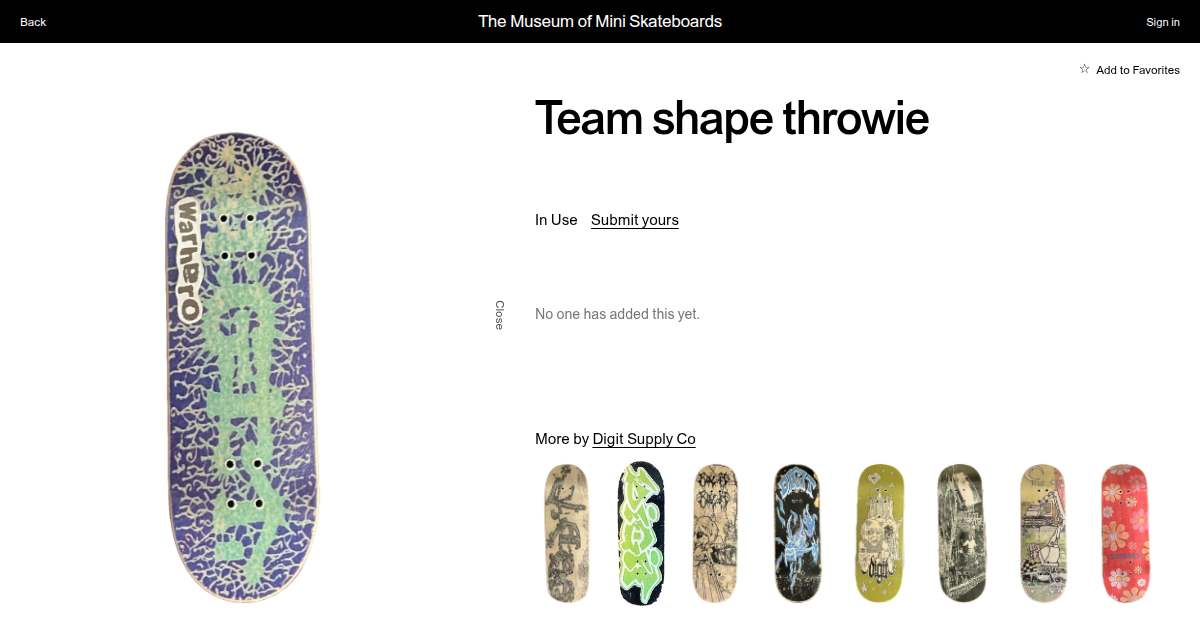 Back
The Museum of Mini Skateboards
Sign in
☆ Add to Favorites
Team shape throwie
In Use
Submit yours
WarhBrO
Close
No one has added this yet.
More by Digit Supply Co